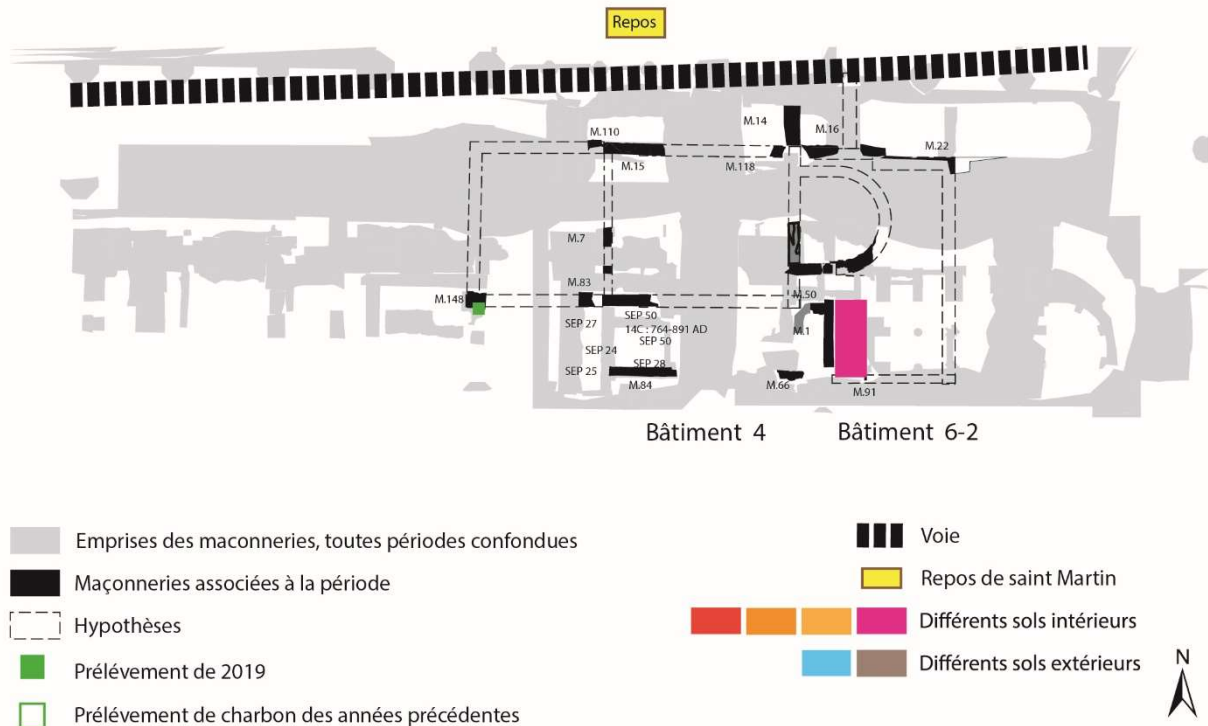 Repos
M.110
M.14
M.16
M.15
M.118
M.22
M.7
M.83
M.148
M.50
SEP 27
SEP 50
14C : 764-891 AD
M.1
SEP 24
SEP 50
SEP 25
SEP 28
M.84
M.66
M.91
Bâtiment 4
Bâtiment 6-2
Emprises des maconneries, toutes périodes confondues
Maçonneries associées à la période
Hypothèses
Prélévement de 2019
Prélévement de charbon des années précédentes
Voie
Repos de saint Martin
Différents sols intérieurs
Différents sols extérieurs
N